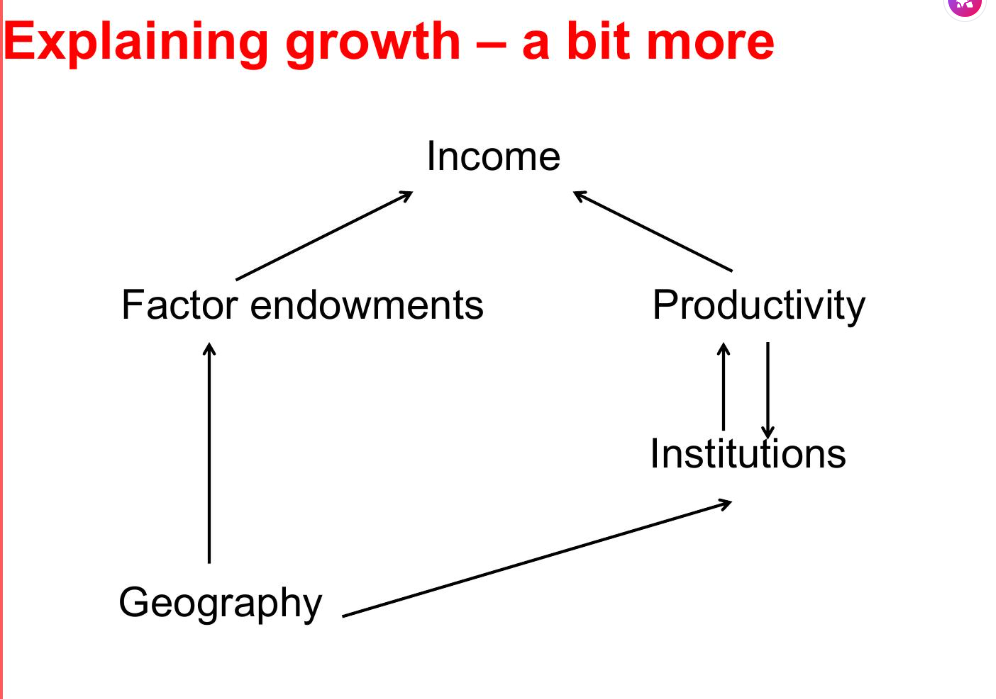 Explaining growth – a bit more
Income
Factor endowments
Productivity
Institutions
Geography